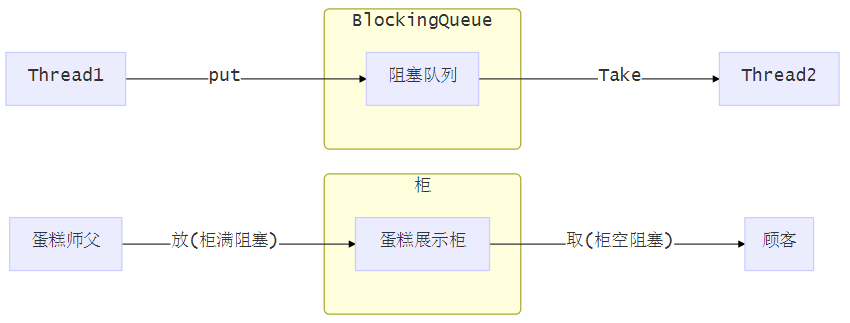 BlockingQueue
Thread1
put
阻塞队列
Take
Thread2
柜
蛋糕师父
放(柜满阻塞)
蛋糕展示柜
取(柜空阻塞)
顾客